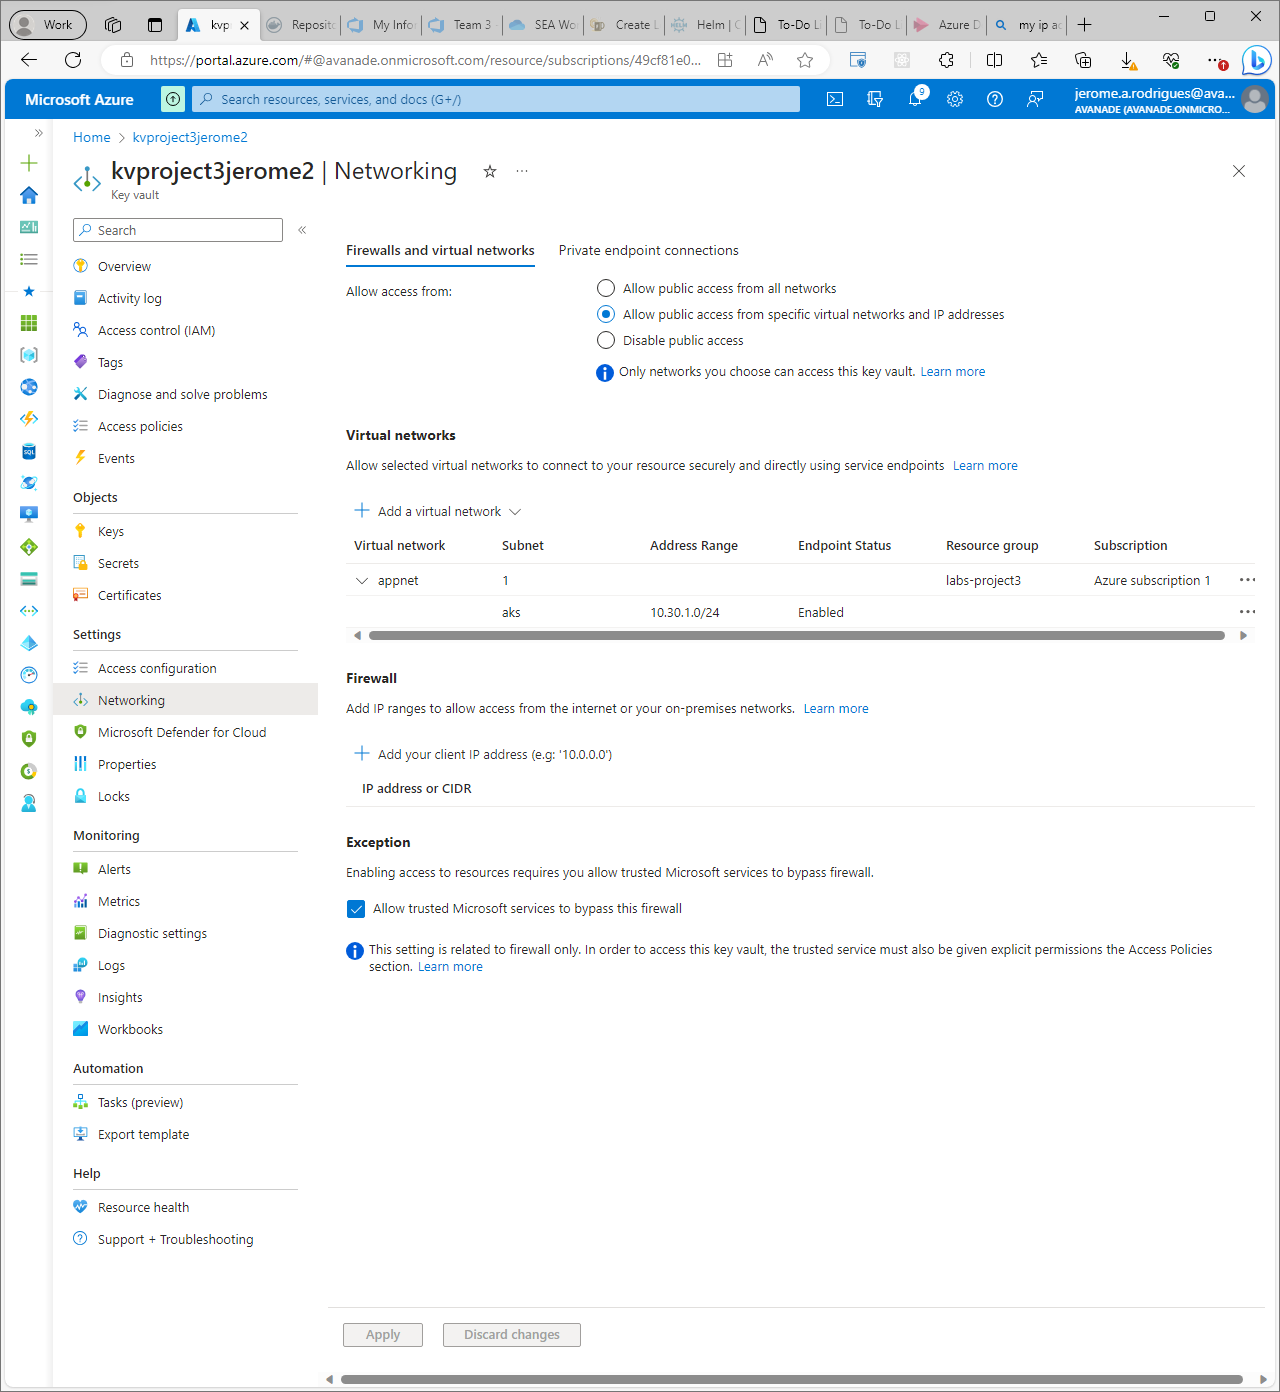 Work
kvp
Reposito
My Infor
Team 3 -
SEA Wo
Create L
Helm | C
To-Do Li
To-Do L
Azure D
my ip ad
https://portal.azure.com/#@avanade.onmicrosoft.com/resource/subscriptions/49cf81e0...
Microsoft Azure
Search resources, services, and docs (G+/)
9
jerome.a.rodrigues@ava...
AVANADE (AVANADE.ONMICRO...
Home > kvproject3jerome2
kvproject3jerome2 | Networking
Key vault
Search
Overview
Activity log
Access control (IAM)
Tags
Diagnose and solve problems
Access policies
Events
Objects
Keys
Secrets
Certificates
Settings
Access configuration
Networking
Microsoft Defender for Cloud
Properties
Locks
Monitoring
Alerts
Metrics
Diagnostic settings
Logs
Insights
Workbooks
Automation
Tasks (preview)
Export template
Help
Resource health
Support + Troubleshooting
Firewalls and virtual networks
Private endpoint connections
Allow access from:
Allow public access from all networks
Allow public access from specific virtual networks and IP addresses
Disable public access
Only networks you choose can access this key vault. Learn more
Virtual networks
Allow selected virtual networks to connect to your resource securely and directly using service endpoints Learn more
Add a virtual network
Virtual network Subnet Address Range Endpoint Status Resource group Subscription
appnet 1 labs-project3 Azure subscription 1
aks 10.30.1.0/24 Enabled
Firewall
Add IP ranges to allow access from the internet or your on-premises networks. Learn more
Add your client IP address (e.g: '10.0.0.0')
IP address or CIDR
Exception
Enabling access to resources requires you allow trusted Microsoft services to bypass firewall.
Allow trusted Microsoft services to bypass this firewall
This setting is related to firewall only. In order to access this key vault, the trusted service must also be given explicit permissions the Access Policies
section. Learn more
Apply
Discard changes